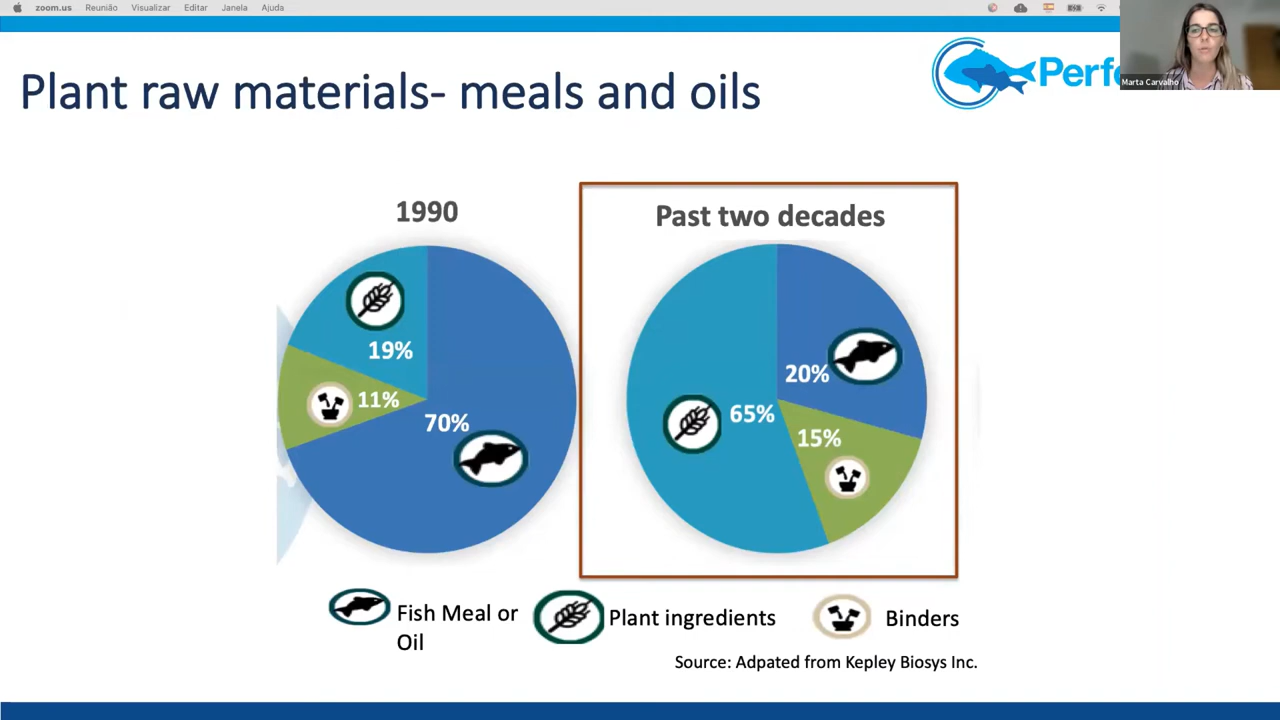 zoom.us Reunião Visualizar Editar Janela Ajuda
Plant raw materials- meals and oils
Perfe
Marta Carvalho
1990
Past two decades
19%
11%
70%
20%
65%
15%
Fish Meal or
Oil
Plant ingredients
Binders
Source: Adpated from Kepley Biosys Inc.